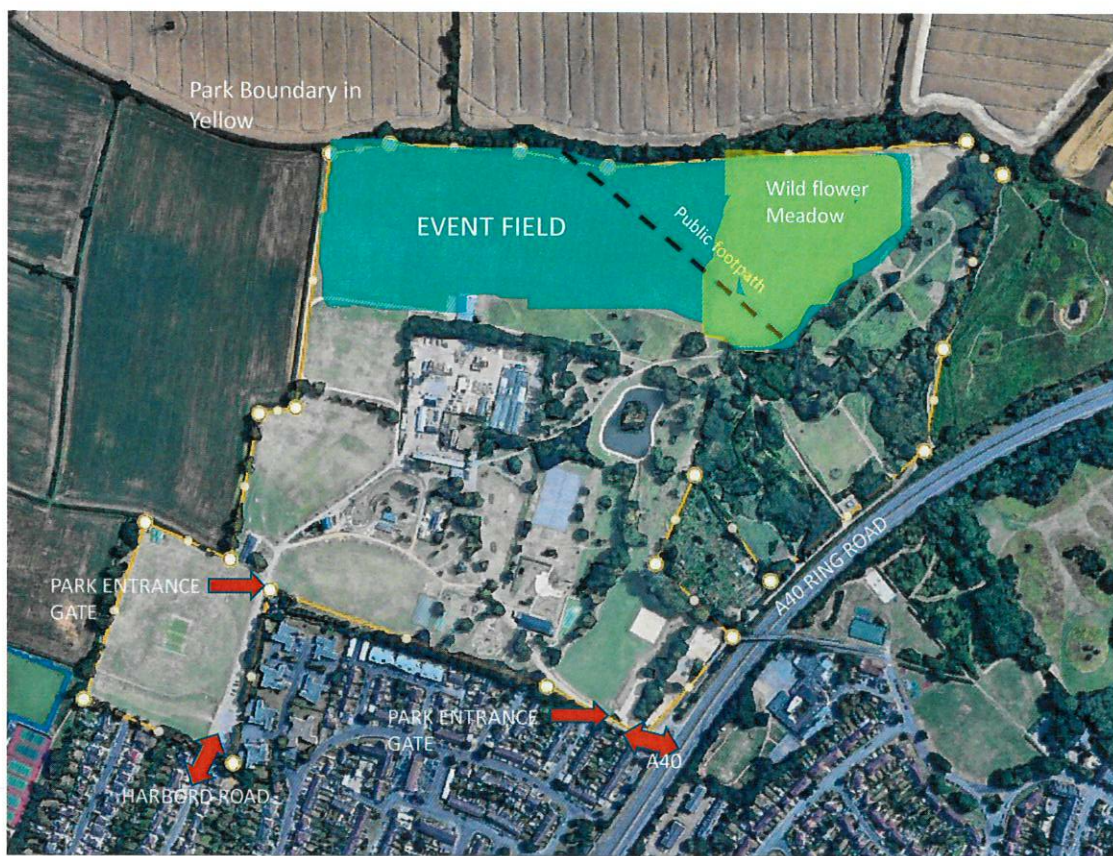 Park Boundary in
Yellow
EVENT FIELD
Wild flower
Meadow
Public footpath
PARK ENTRANCE
GATE
A40 RING ROAD
PARK ENTRANCE
GATE
A40
HARBORD ROAD